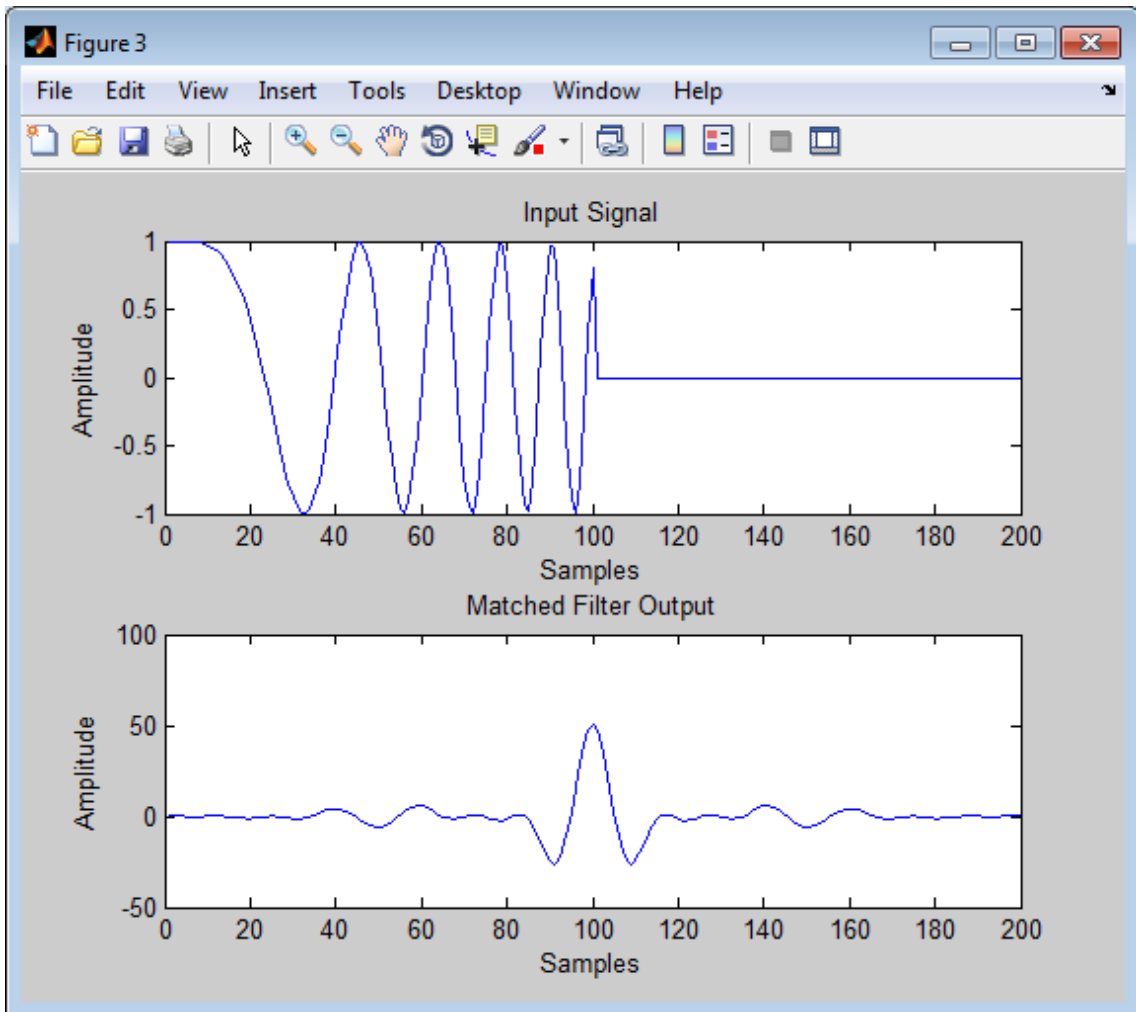 Figure 3
File Edit View Insert Tools Desktop Window Help
Input Signal
1
0.5
0
-0.5
-1
Amplitude
0 20 40 60 80 100 120 140 160 180 200
Samples
Matched Filter Output
100
50
0
-50
Amplitude
0 20 40 60 80 100 120 140 160 180 200
Samples